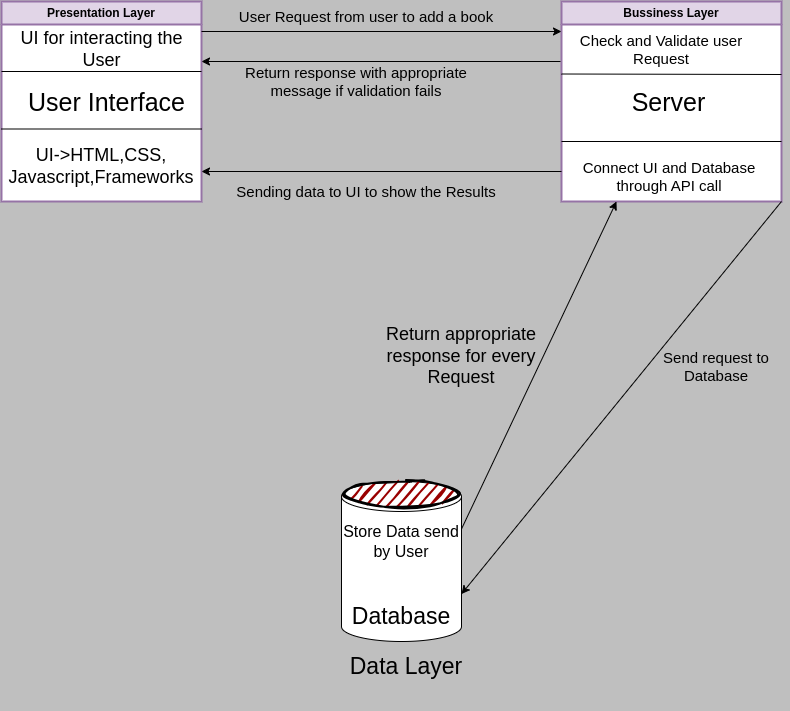 Presentation Layer
UI for interacting the
User
User Interface
UI->HTML,CSS,
Javascript,Frameworks
User Request from user to add a book
Return response with appropriate
message if validation fails
Sending data to UI to show the Results
Bussiness Layer
Check and Validate user
Request
Server
Connect UI and Database
through API call
Return appropriate
response for every
Request
Send request to
Database
Store Data send
by User
Database
Data Layer